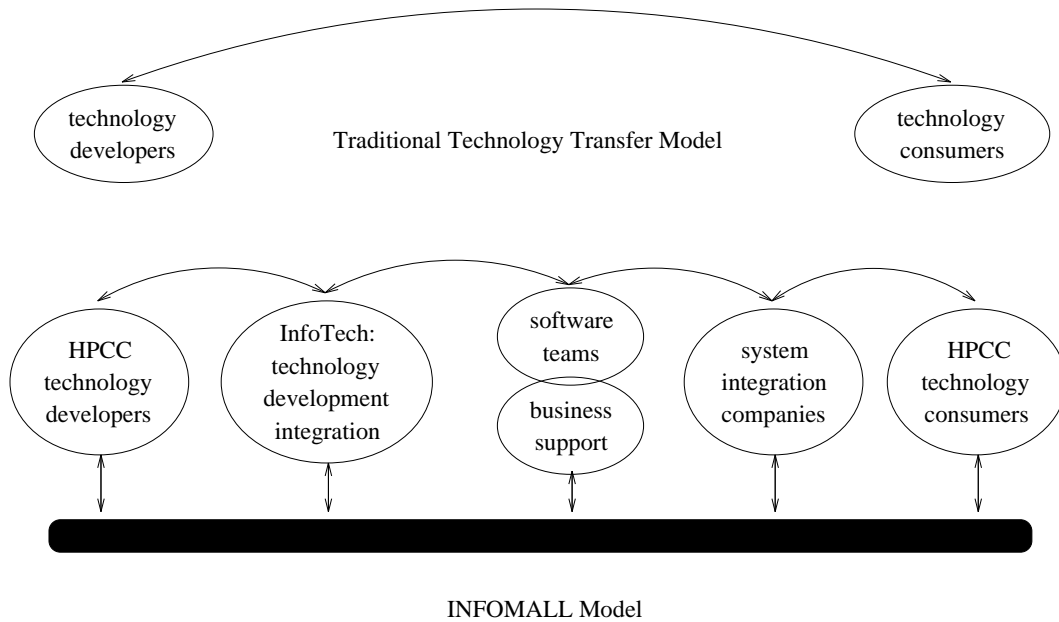 technology
developers
Traditional Technology Transfer Model
technology
consumers
HPCC
technology
developers
InfoTech:
technology
development
integration
software
teams
business
support
system
integration
companies
HPCC
technology
consumers
INFOMALL Model